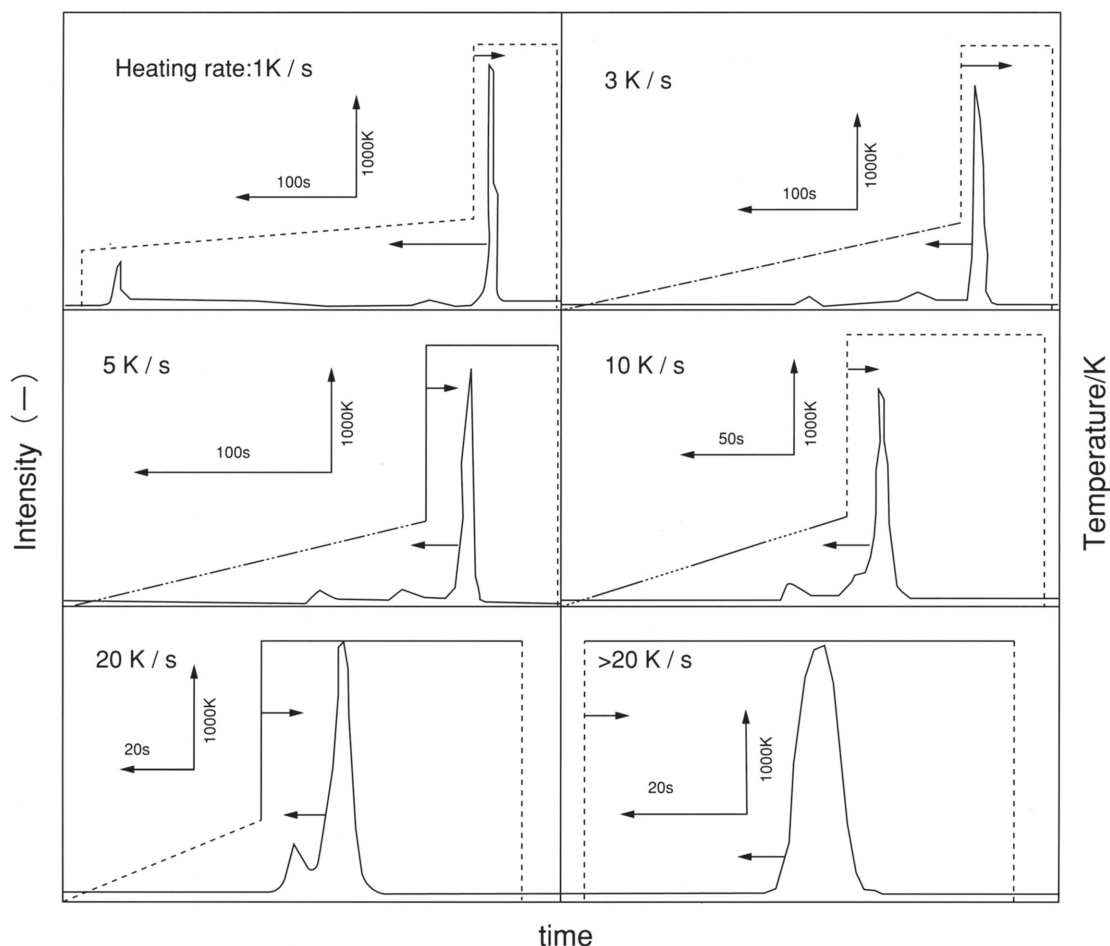 Heating rate:1K / s
1000K
100s
3 K / s
1000K
100s
5 K / s
1000K
100s
10 K / s
1000K
50s
20 K / s
1000K
20s
>20 K / s
1000K
20s
Intensity (—)
Temperature/K
time